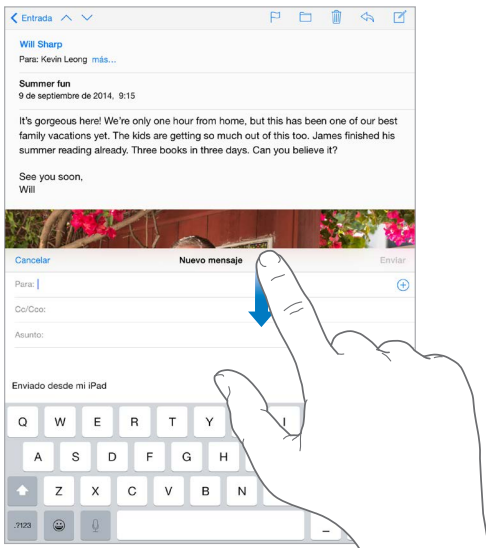 Entrada
Will Sharp
Para: Kevin Leong más...
Summer fun
9 de septiembre de 2014, 9:15
It's gorgeous here! We're only one hour from home, but this has been one of our best
family vacations yet. The kids are getting so much out of this too. James finished his
summer reading already. Three books in three days. Can you believe it?
See you soon,
Will
Cancelar Nuevo mensaje Enviar
Para:
Cc/Cco:
Asunto:
Enviado desde mi iPad
Q W E R T Y I
A S D F G H
Z X C V B N
.?123 _